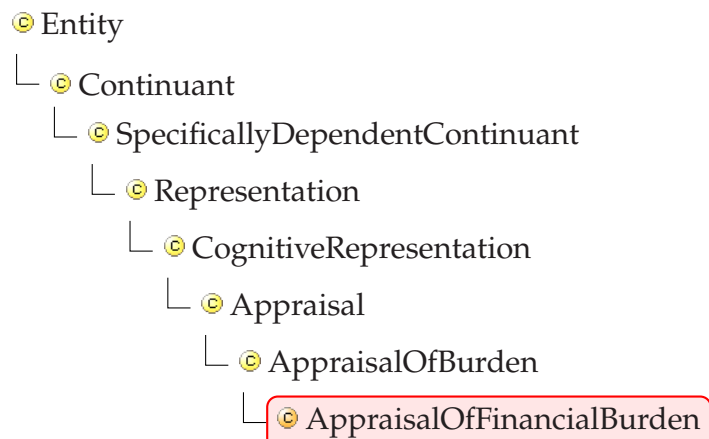 Entity
Continuant
SpecificallyDependentContinuant
Representation
CognitiveRepresentation
Appraisal
AppraisalOfBurden
AppraisalOfFinancialBurden